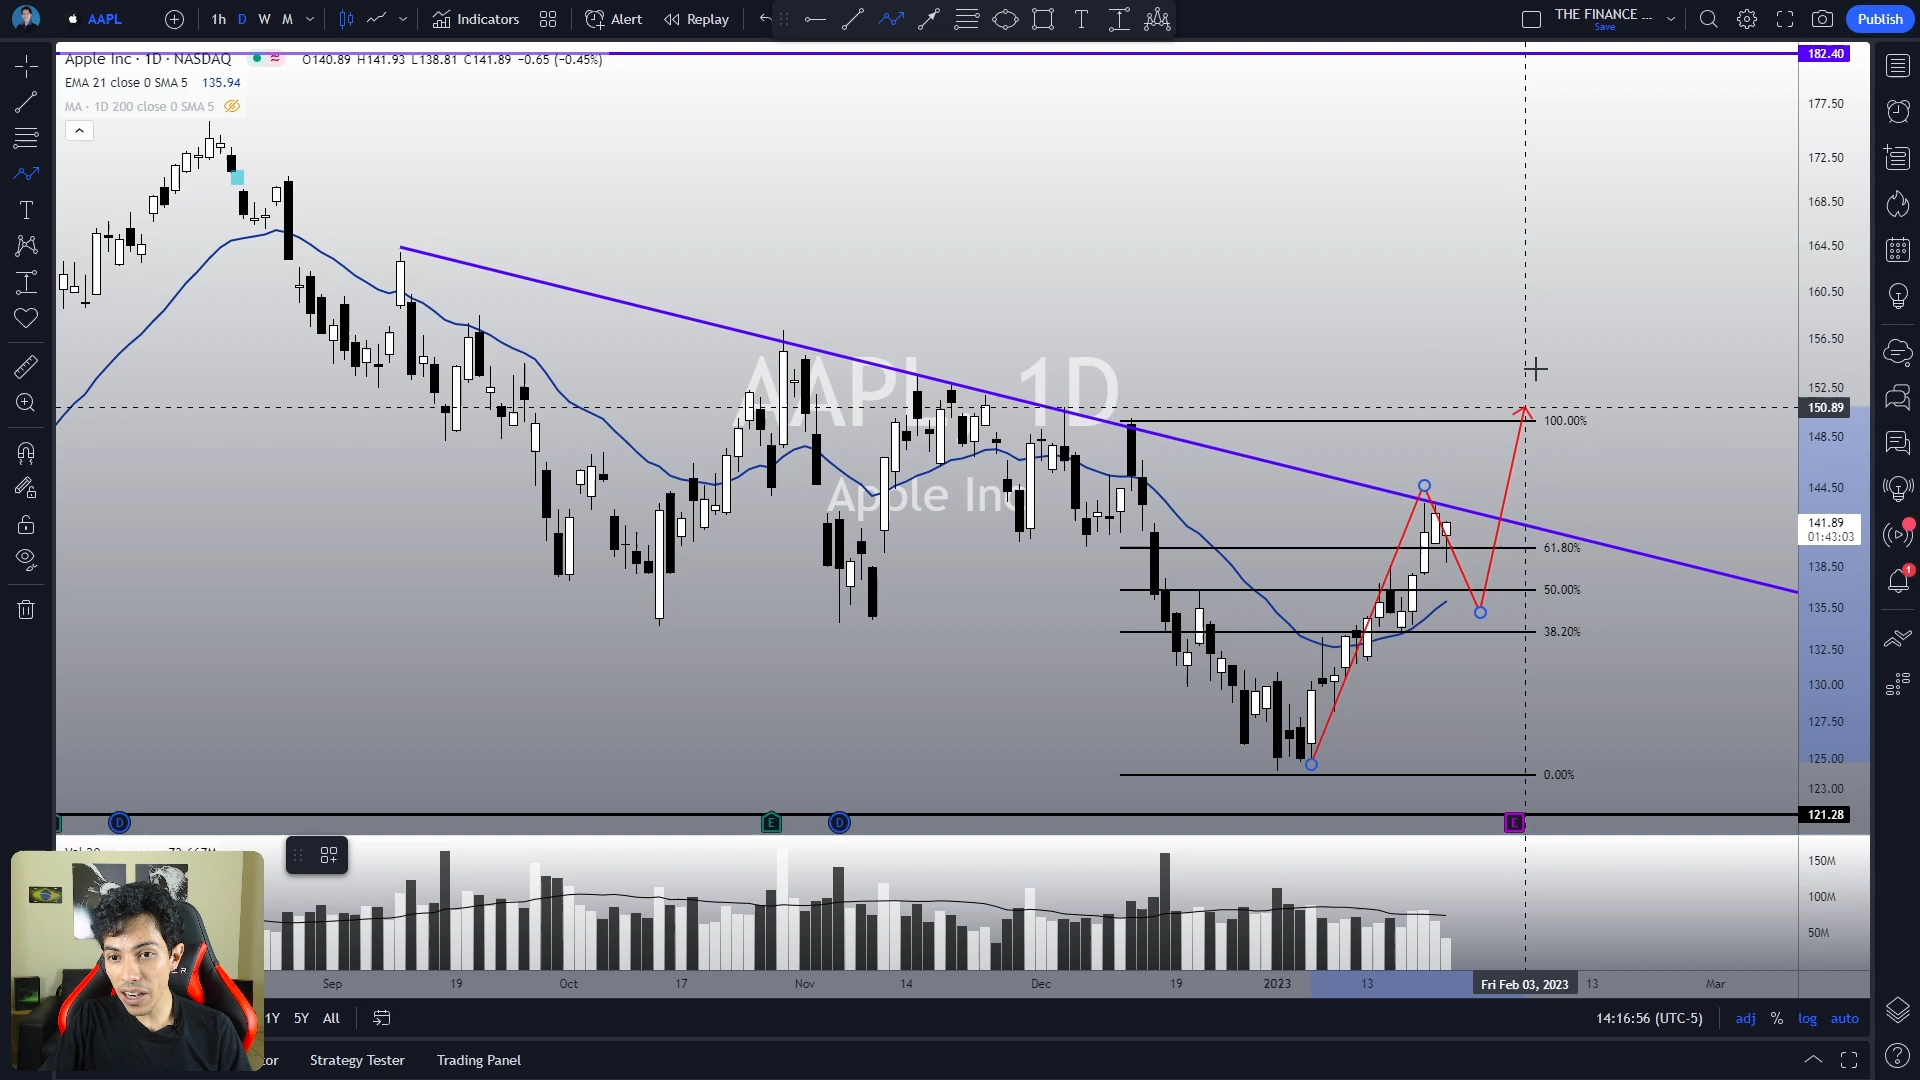 AAPL
1h D W M
Indicators
Alert
Replay
THE FINANCE ...
Save
Publish
Apple Inc · 1D · NASDAQ
O140.89 H141.93 L138.81 C141.89 −0.65 (−0.45%)
EMA 21 close 0 SMA 5 135.94
MA · 1D 200 close 0 SMA 5
AAPL, 1D
Apple Inc
182.40
177.50
172.50
168.50
164.50
160.50
156.50
152.50
150.89
148.50
144.50
141.89
01:43:03
138.50
135.50
132.50
130.00
127.50
125.00
123.00
121.28
100.00%
61.80%
50.00%
38.20%
0.00%
D
E
D
E
150M
100M
50M
Sep 19 Oct 17 Nov 14 Dec 19 2023 13 Fri Feb 03, 2023 13 Mar
1Y 5Y All
14:16:56 (UTC-5)
adj % log auto
Strategy Tester
Trading Panel
1